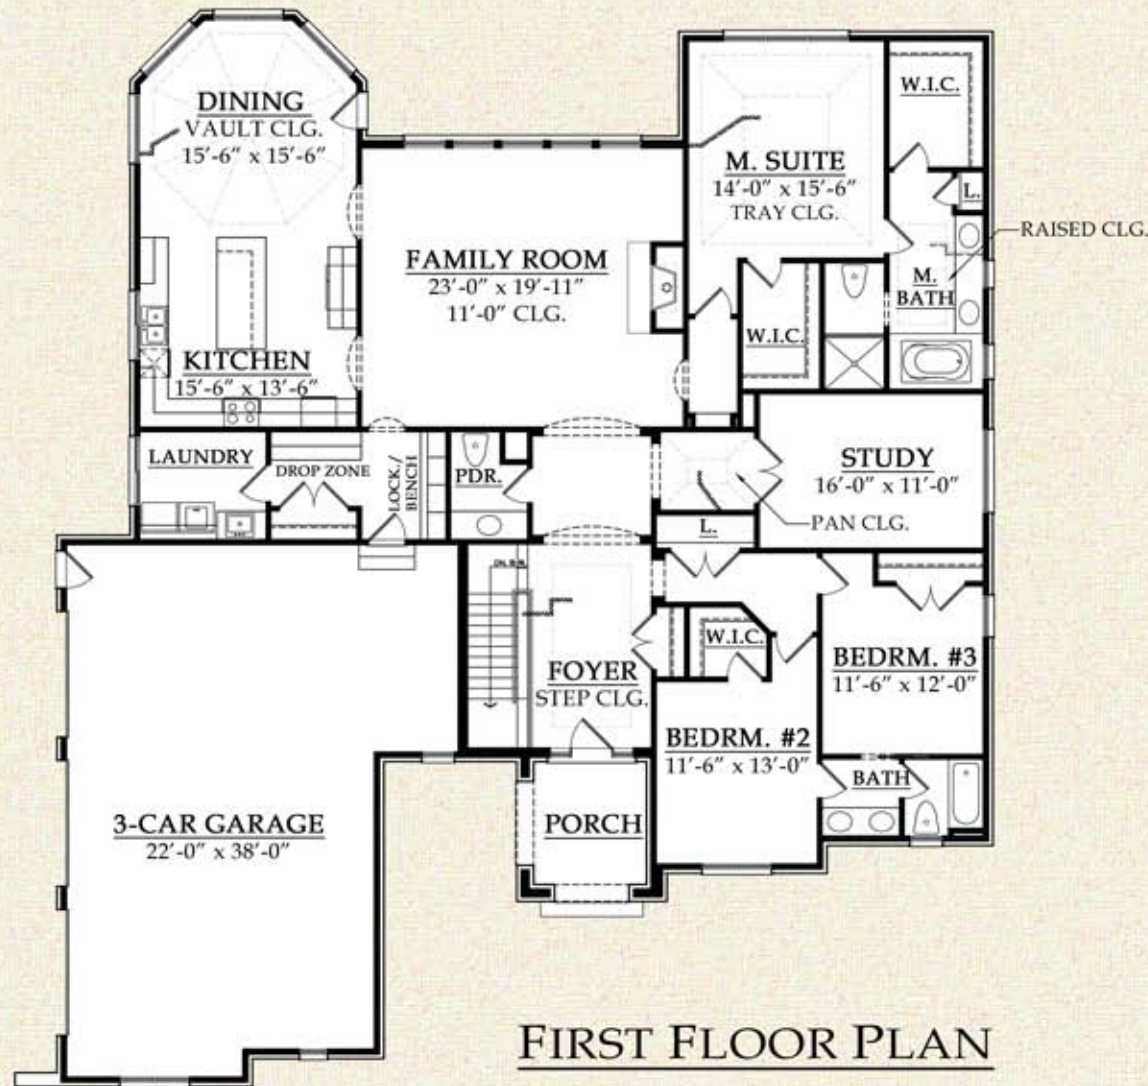 DINING
VAULT CLG.
15'-6" x 15'-6"
W.I.C.
M. SUITE
14'-0" x 15'-6"
TRAY CLG.
L.
RAISED CLG.
FAMILY ROOM
23'-0" x 19'-11"
11'-0" CLG.
M.
BATH
W.I.C.
KITCHEN
15'-6" x 13'-6"
LAUNDRY
DROP ZONE
LOCK./
BENCH
PDR.
STUDY
16'-0" x 11'-0"
PAN CLG.
L.
W.I.C.
FOYER
STEP CLG.
BEDRM. #3
11'-6" x 12'-0"
BEDRM. #2
11'-6" x 13'-0"
BATH
3-CAR GARAGE
22'-0" x 38'-0"
PORCH
FIRST FLOOR PLAN